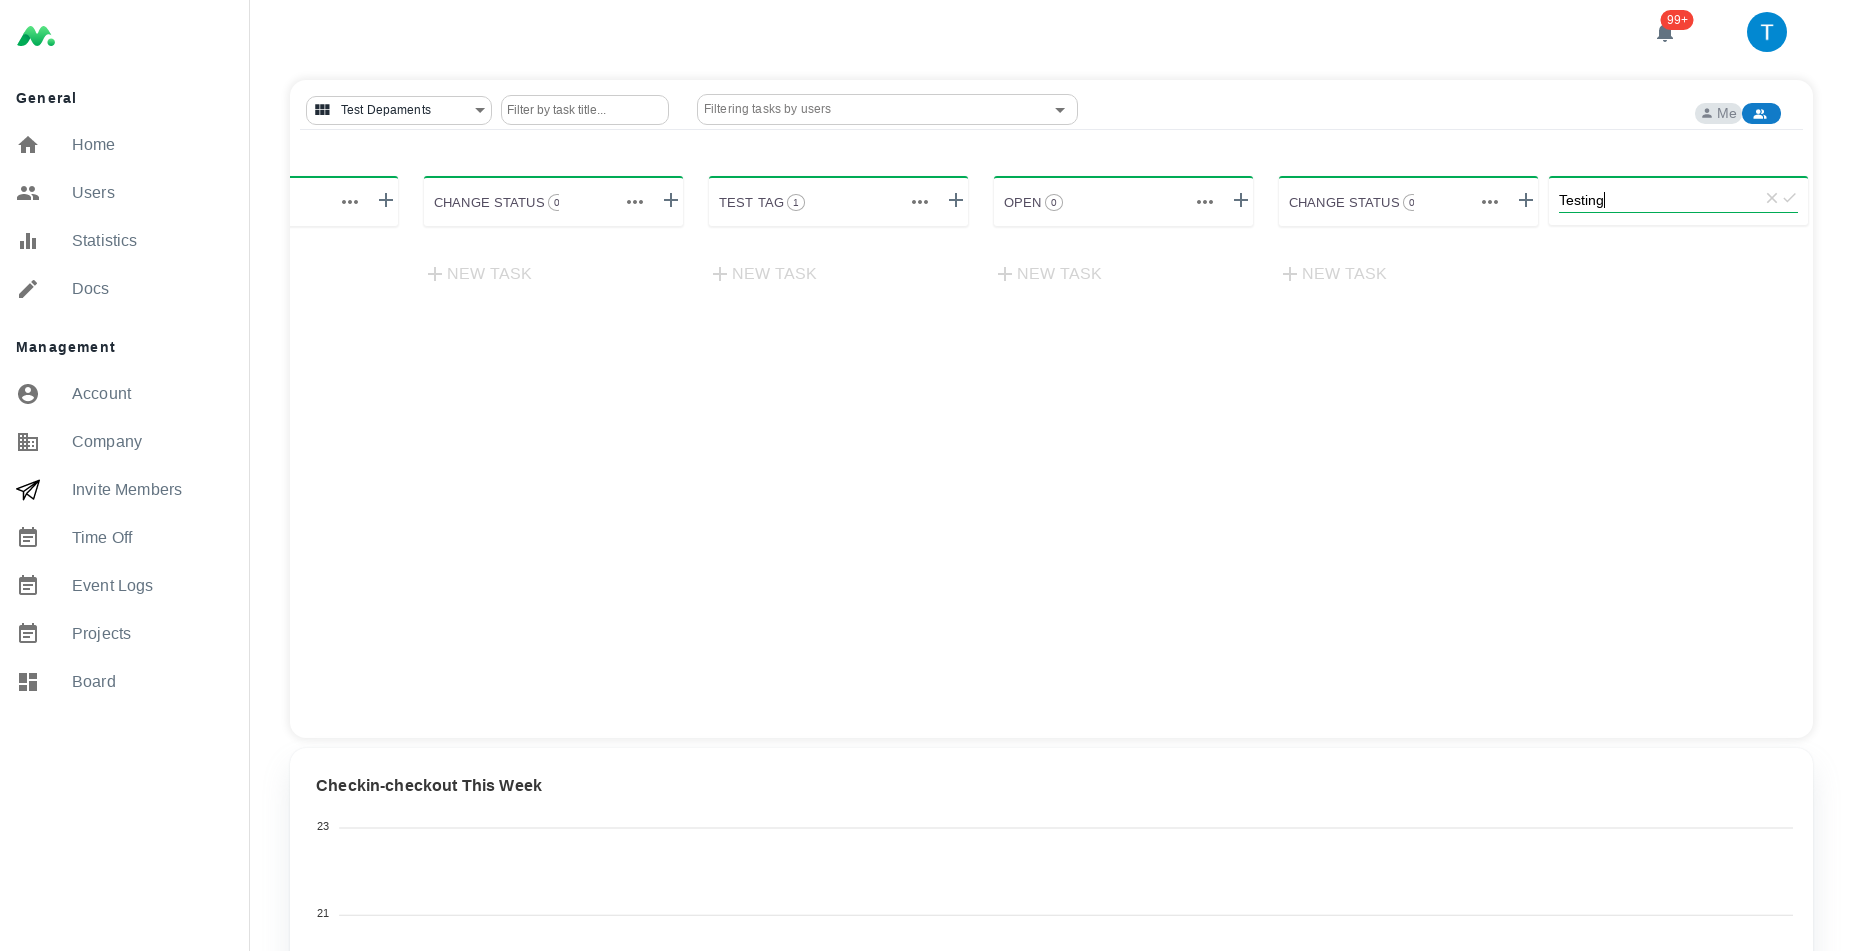 99+
T
General
Home
Users
Statistics
Docs
Management
Account
Company
Invite Members
Time Off
Event Logs
Projects
Board
Test Depaments
Filter by task title...
Filtering tasks by users
Me
CHANGE STATUS 0
TEST TAG 1
OPEN 0
CHANGE STATUS 0
Testing
NEW TASK
NEW TASK
NEW TASK
NEW TASK
Checkin-checkout This Week
23
21